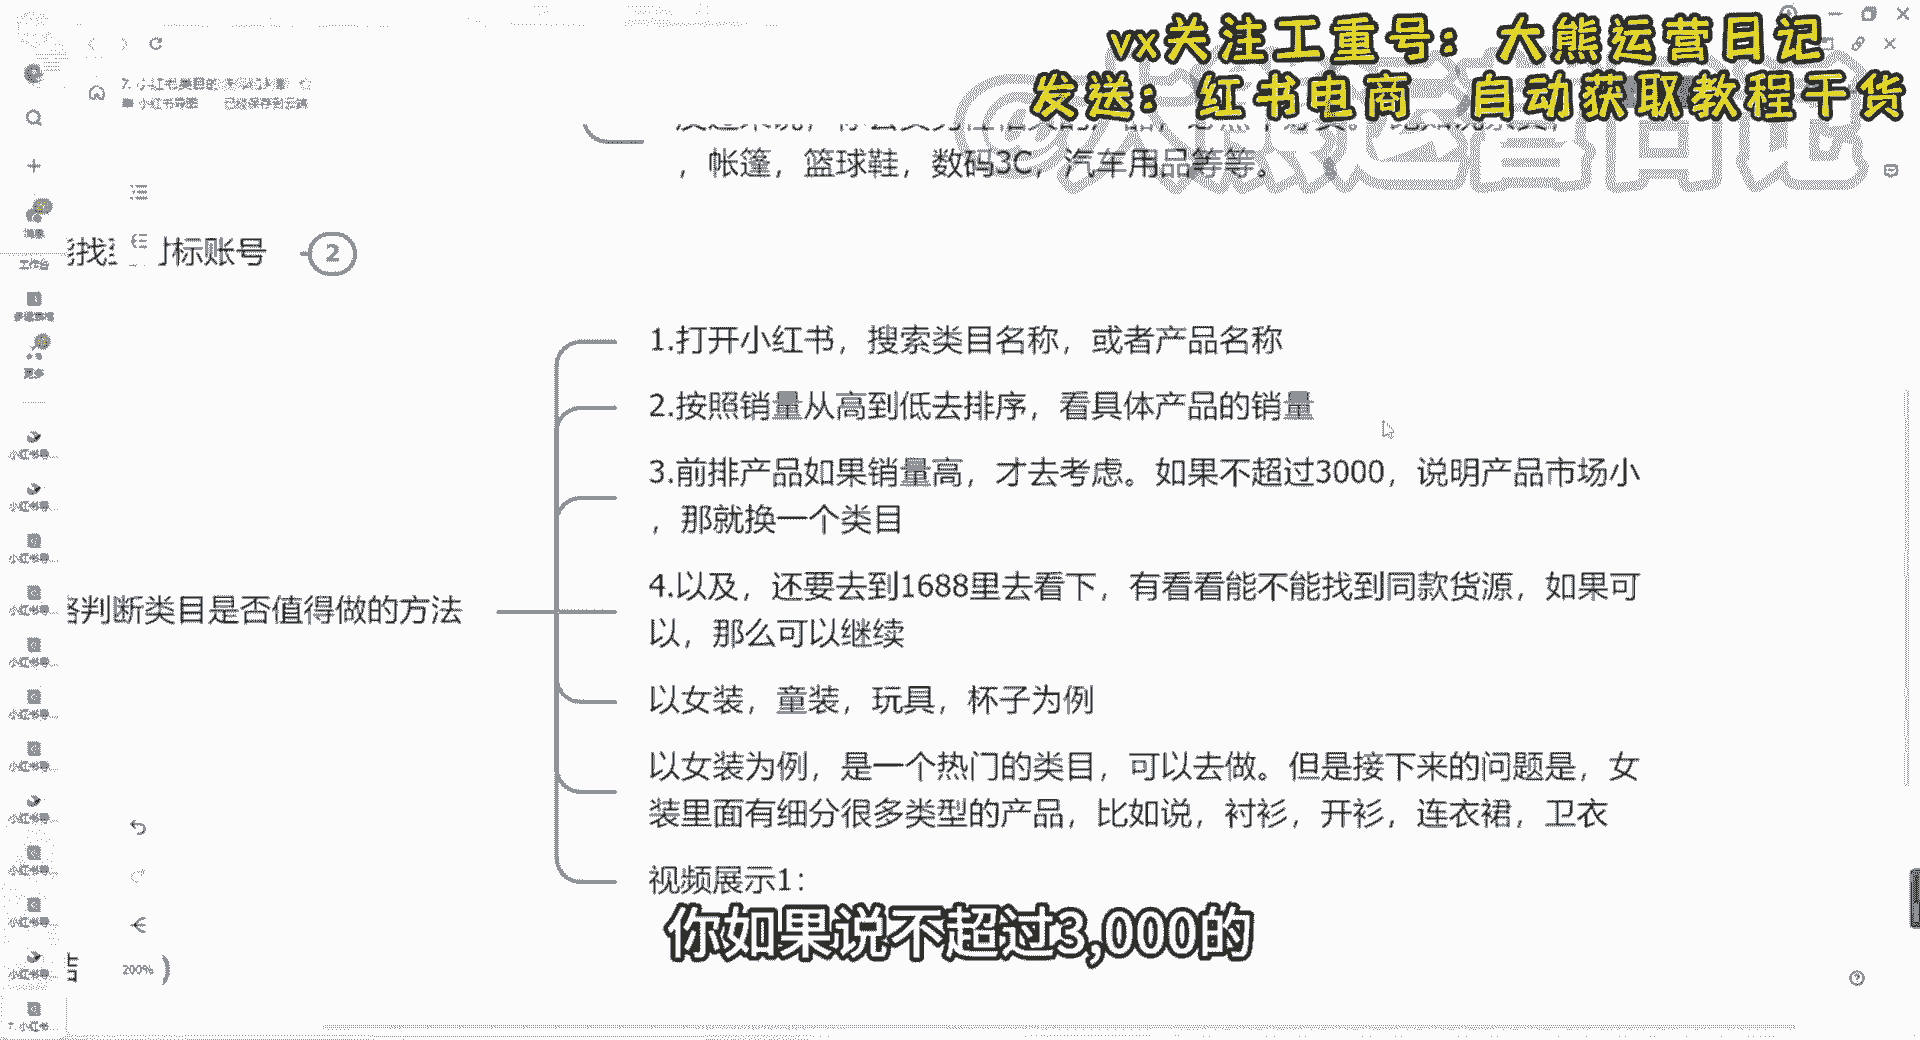 vx关注工重号：大熊运营日记
发送：红书电商 自动获取教程干货
@大熊运营日记
小红书导图 已经保存到云端
，帐篷，篮球鞋，数码3C，汽车用品等等。
标账号
2
1.打开小红书，搜索类目名称，或者产品名称
2.按照销量从高到低去排序，看具体产品的销量
3.前排产品如果销量高，才去考虑。如果不超过3000，说明产品市场小
，那就换一个类目
4.以及，还要去到1688里去看下，有看看能不能找到同款货源，如果可
以，那么可以继续
判断类目是否值得做的方法
以女装，童装，玩具，杯子为例
以女装为例，是一个热门的类目，可以去做。但是接下来的问题是，女
装里面有细分很多类型的产品，比如说，衬衫，开衫，连衣裙，卫衣
视频展示1：
你如果说不超过3,000的
200%
消息
工作台
更多